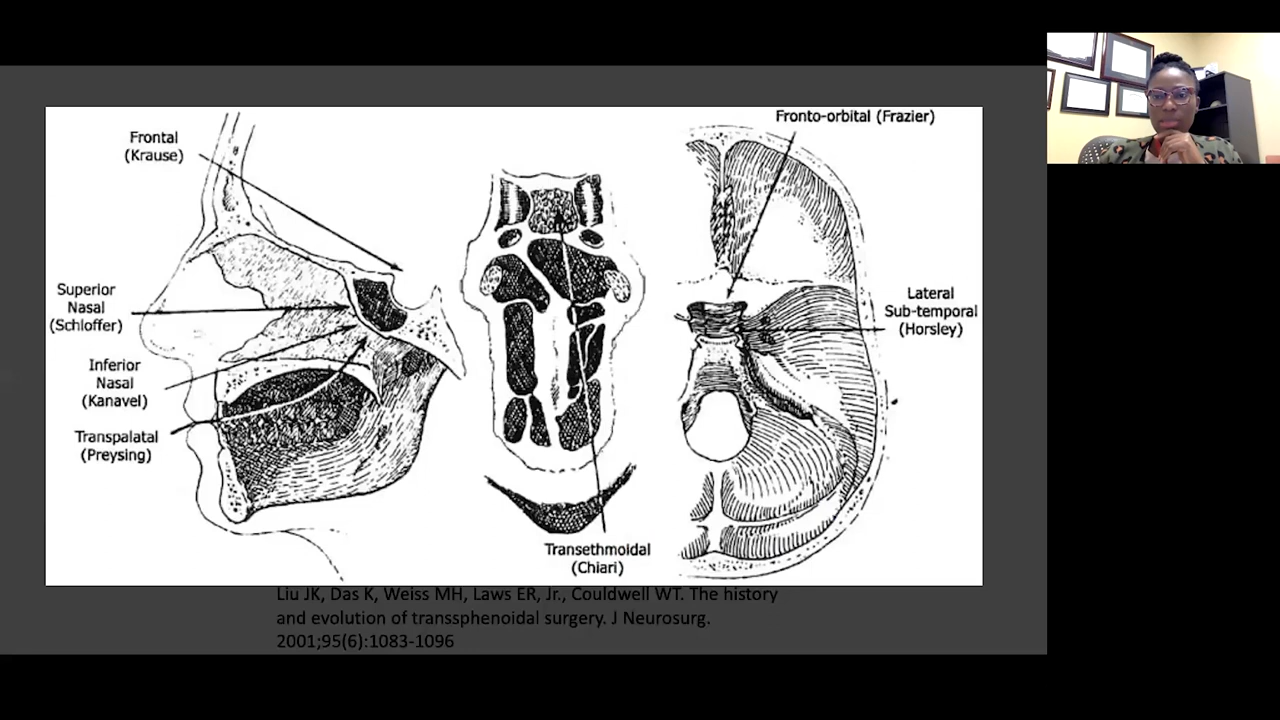 Frontal
(Krause)
Superior
Nasal
(Schloffer)
Inferior
Nasal
(Kanavel)
Transpalatal
(Preysing)
Transethmoidal
(Chiari)
Fronto-orbital (Frazier)
Lateral
Sub-temporal
(Horsley)
Liu JK, Das K, Weiss MH, Laws ER, Jr., Couldwell WT. The history
and evolution of transsphenoidal surgery. J Neurosurg.
2001;95(6):1083-1096